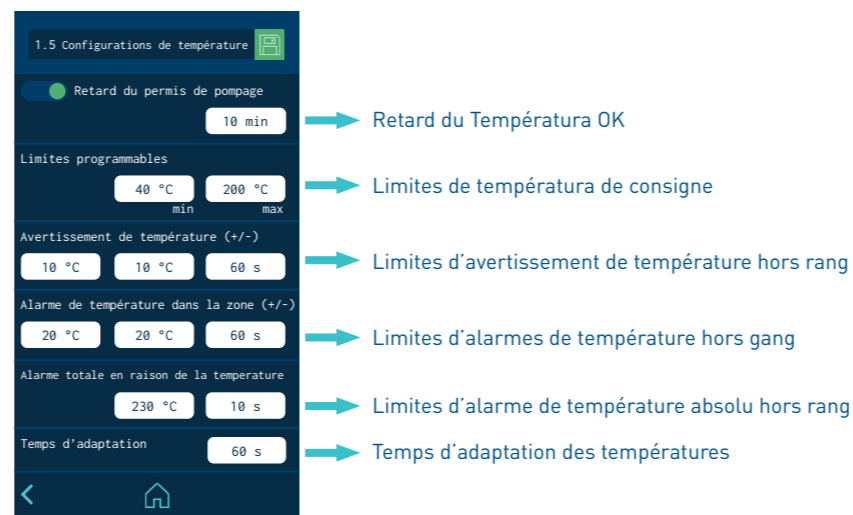 1.5 Configurations de température
Retard du permis de pompage
10 min
Retard du Températura OK
Limites programmables
40 °C 200 °C
min max
Limites de températura de consigne
Avertissement de température (+/-)
10 °C 10 °C 60 s
Limites d'avertissement de température hors rang
Alarme de température dans la zone (+/-)
20 °C 20 °C 60 s
Limites d'alarmes de température hors gang
Alarme totale en raison de la temperature
230 °C 10 s
Limites d'alarme de température absolu hors rang
Temps d'adaptation
60 s
Temps d'adaptation des températures